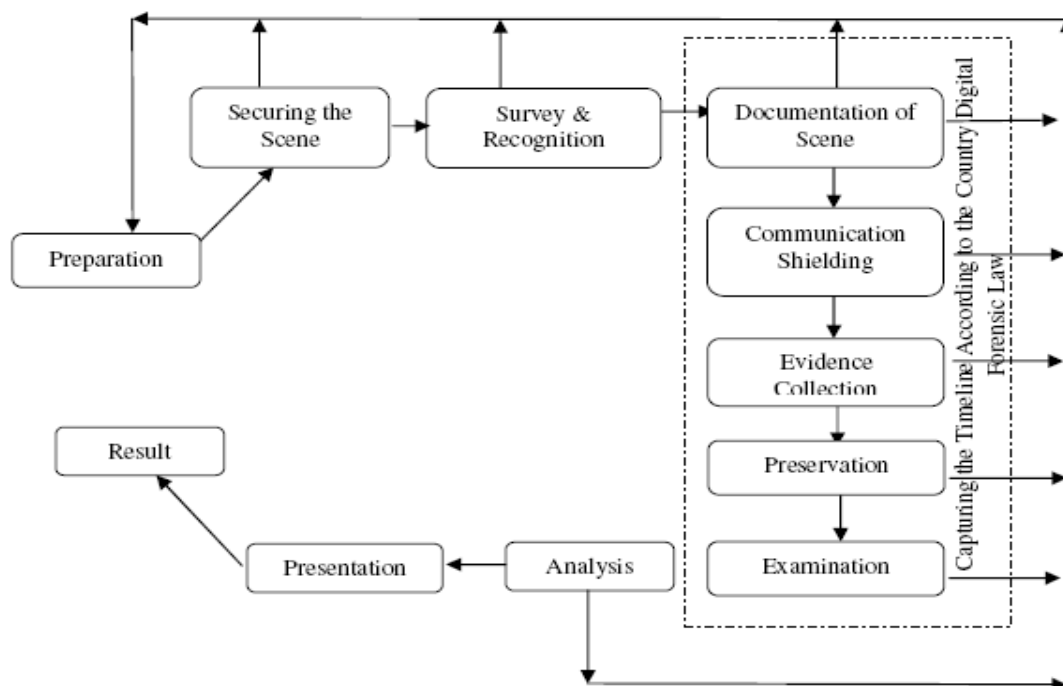 Securing the
Scene
Survey &
Recognition
Documentation of
Scene
Preparation
Communication
Shielding
Evidence
Collection
Preservation
Examination
Capturing the Timeline According to the Country Digital
Forensic Law
Analysis
Presentation
Result